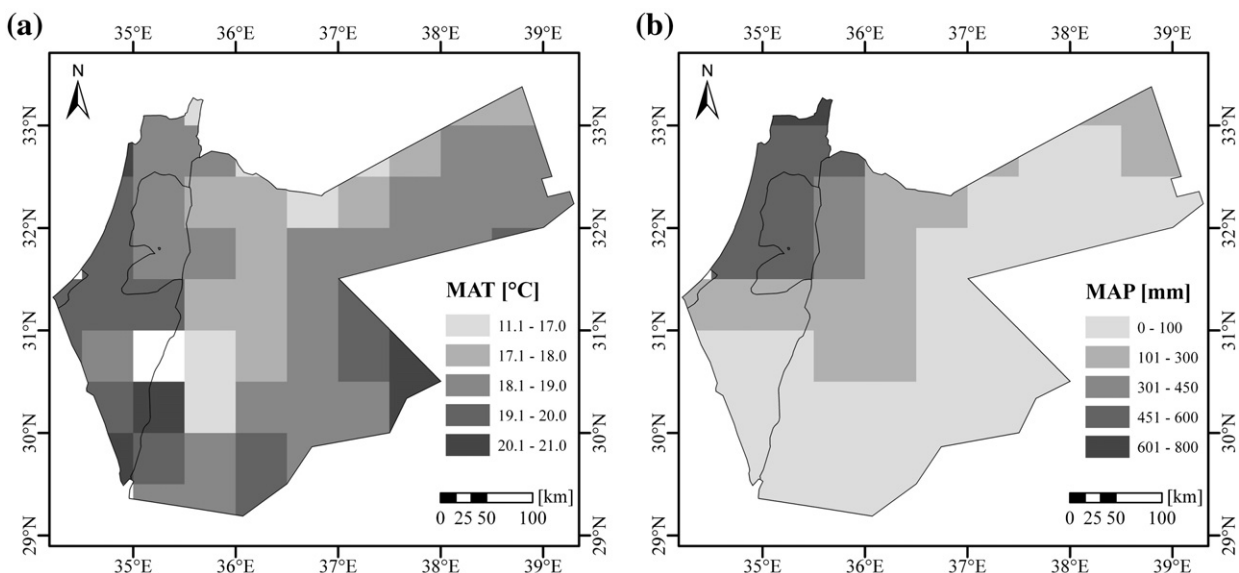 (a)
35°E 36°E 37°E 38°E 39°E
N
33°N 33°N
32°N 32°N
31°N 31°N
30°N 30°N
29°N 29°N
MAT [°C]
11.1 - 17.0
17.1 - 18.0
18.1 - 19.0
19.1 - 20.0
20.1 - 21.0
[km]
0 25 50 100
35°E 36°E 37°E 38°E 39°E
(b)
35°E 36°E 37°E 38°E 39°E
N
33°N 33°N
32°N 32°N
31°N 31°N
30°N 30°N
29°N 29°N
MAP [mm]
0 - 100
101 - 300
301 - 450
451 - 600
601 - 800
[km]
0 25 50 100
35°E 36°E 37°E 38°E 39°E